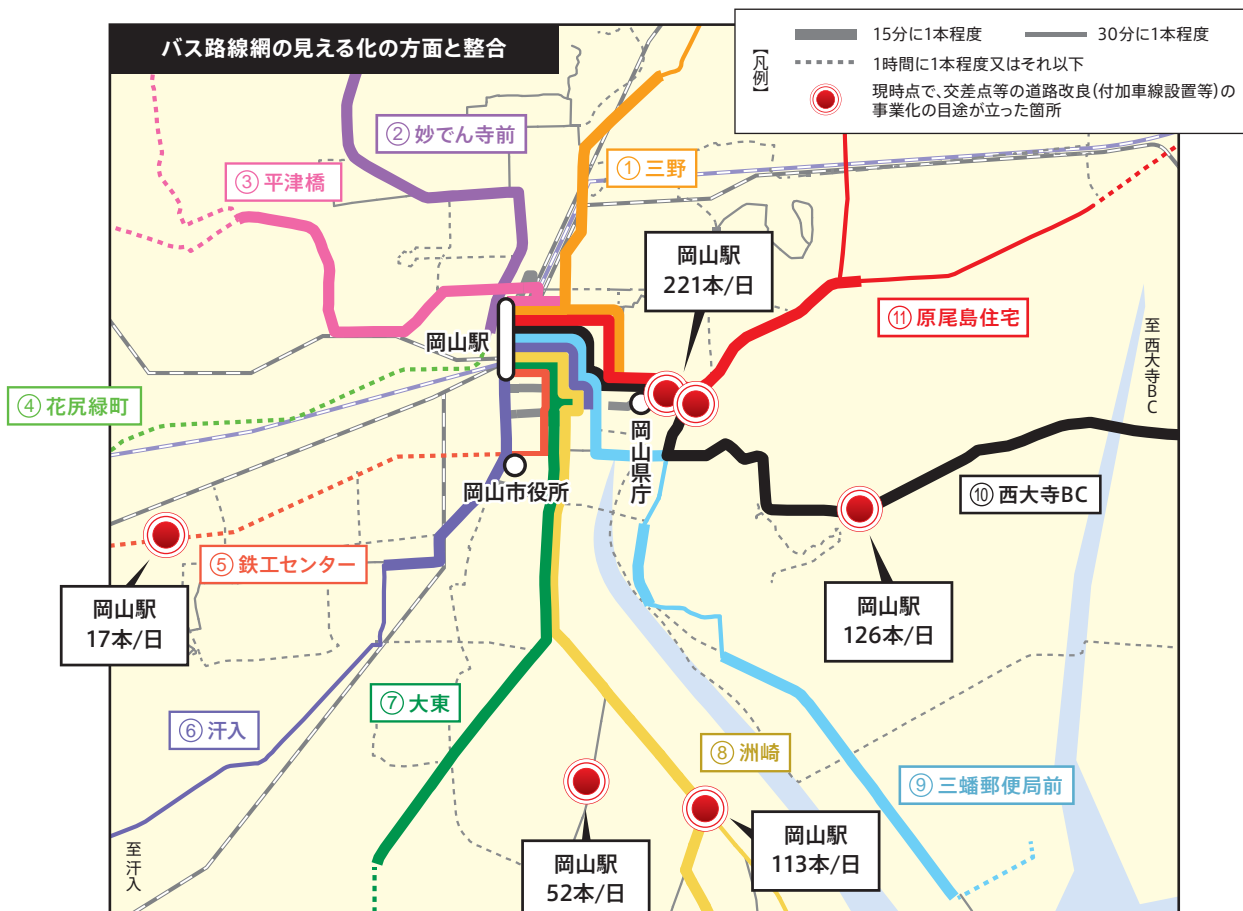 バス路線網の見える化の方面と整合
【凡例】
15分に1本程度
30分に1本程度
1時間に1本程度又はそれ以下
現時点で、交差点等の道路改良(付加車線設置等)の
事業化の目途が立った箇所
② 妙でん寺前
① 三野
③ 平津橋
岡山駅
221本/日
⑪ 原尾島住宅
至 西大寺BC
岡山駅
④ 花尻緑町
岡山県庁
岡山市役所
⑩ 西大寺BC
⑤ 鉄工センター
岡山駅
17本/日
岡山駅
126本/日
⑦ 大東
⑥ 汗入
⑧ 洲崎
⑨ 三蟠郵便局前
岡山駅
113本/日
至 汗入
岡山駅
52本/日